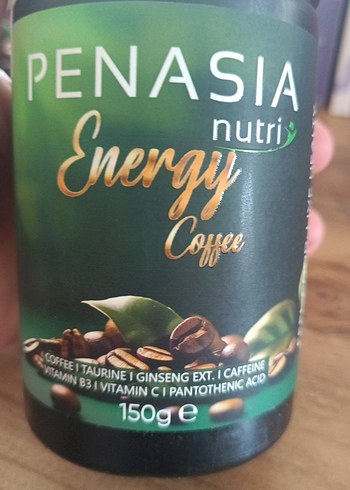 PENASIA
nutri
Energy
Coffee
COFFEE I TAURINE I GINSENG EXT. I CAFFEINE
VITAMIN B3 I VITAMIN C I PANTOTHENIC ACID
150g ℮